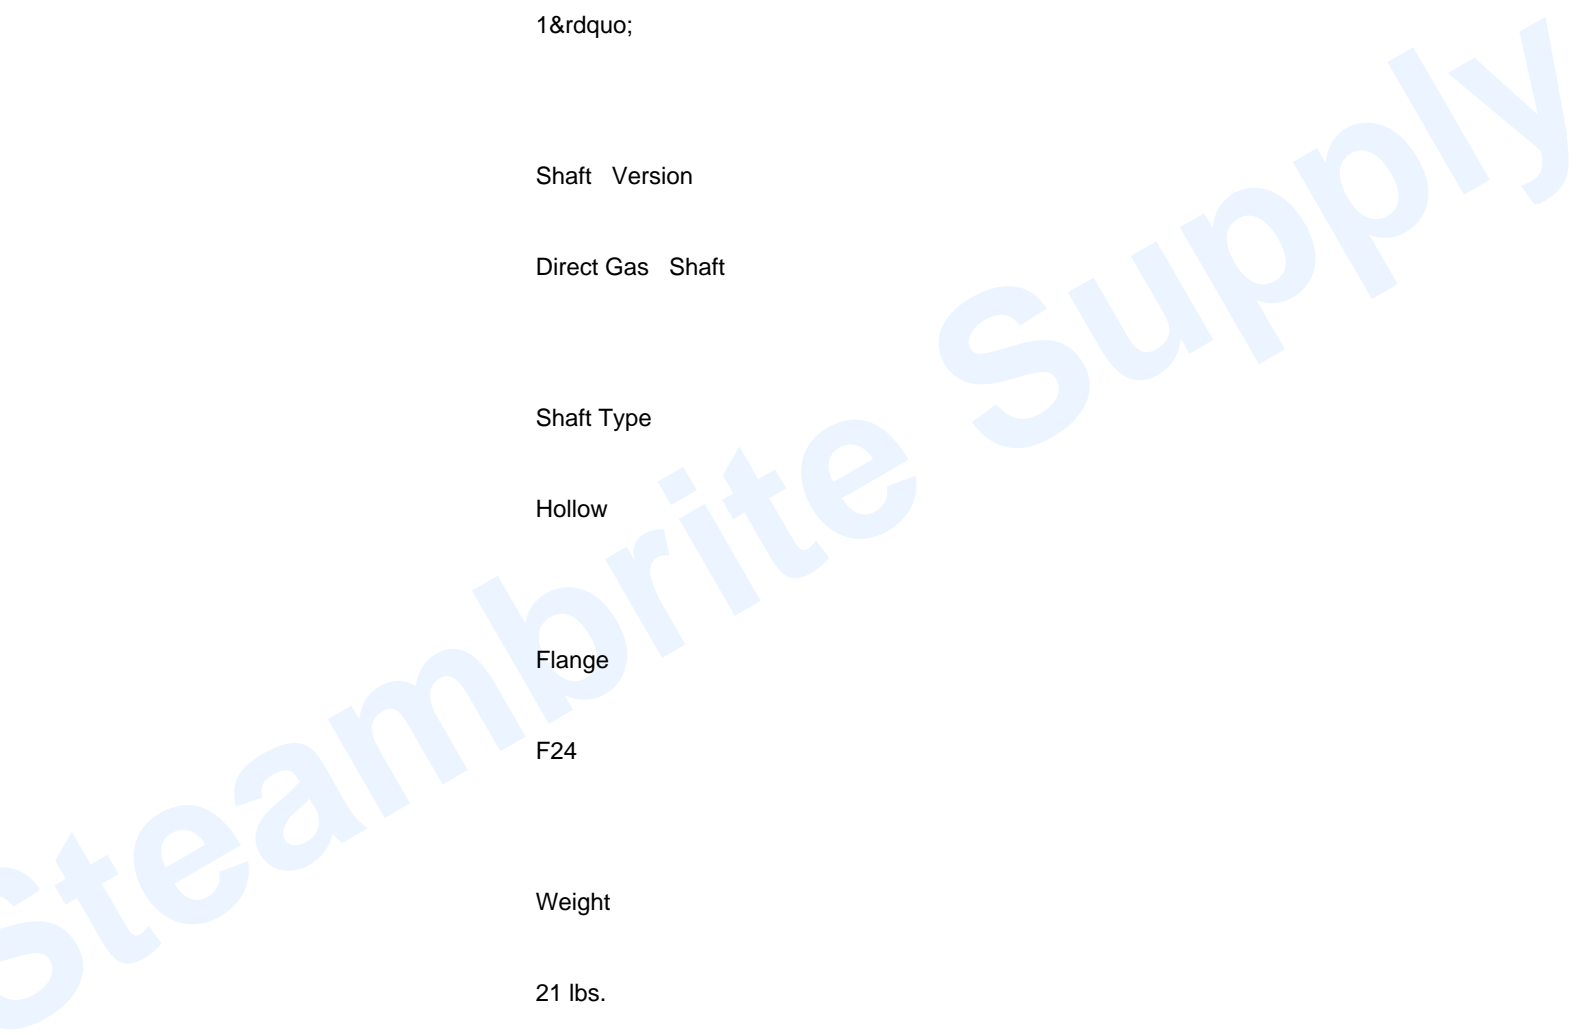 1&rdquo;
Shaft   Version
Direct Gas   Shaft
Shaft Type
Hollow
Flange
F24
Weight
21 lbs.
Steambrite Supply